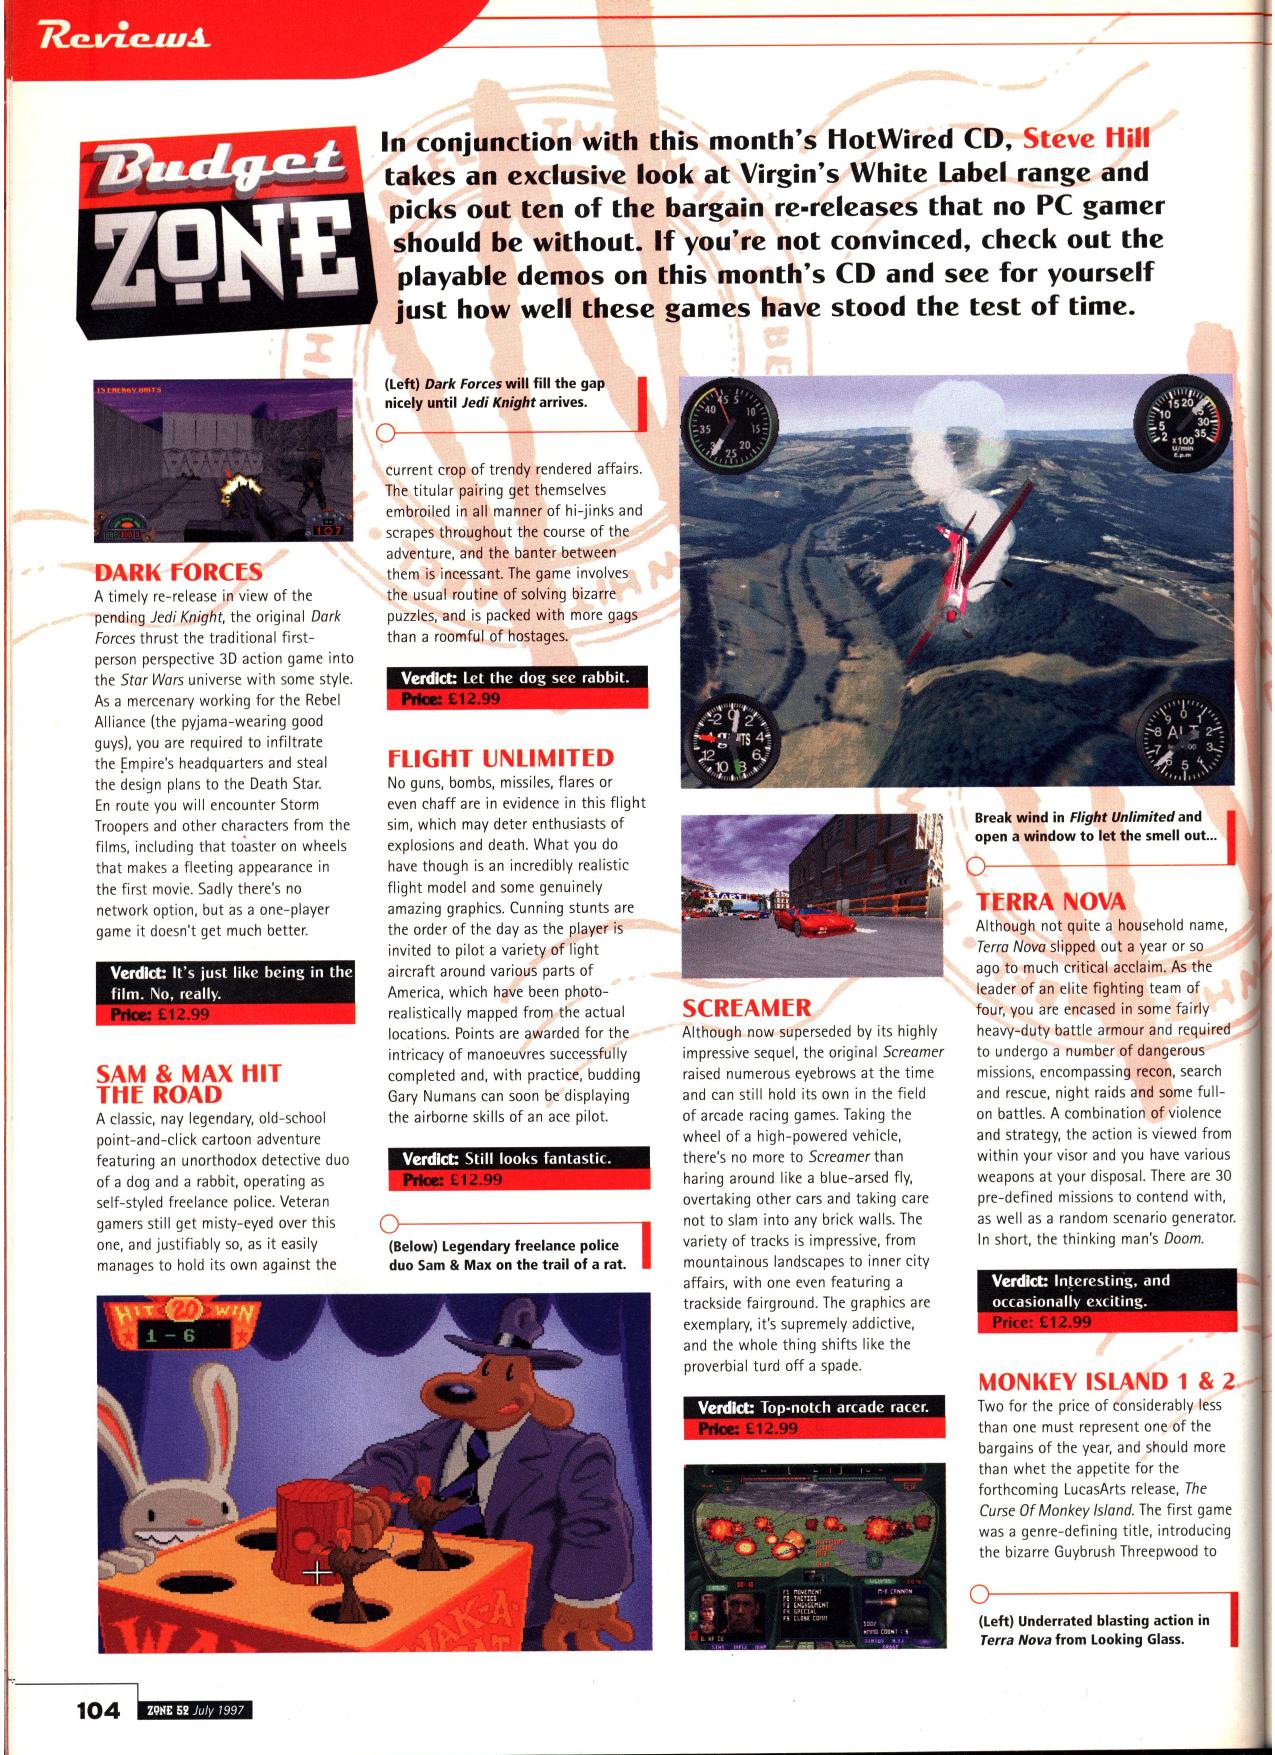 Reviews
Budget
ZONE
In conjunction with this month's HotWired CD, Steve Hill
takes an exclusive look at Virgin's White Label range and
picks out ten of the bargain re-releases that no PC gamer
should be without. If you're not convinced, check out the
playable demos on this month's CD and see for yourself
just how well these games have stood the test of time.
15 ENERGY UNITS
107
DARK FORCES
A timely re-release in view of the
pending Jedi Knight, the original Dark
Forces thrust the traditional first-
person perspective 3D action game into
the Star Wars universe with some style.
As a mercenary working for the Rebel
Alliance (the pyjama-wearing good
guys), you are required to infiltrate
the Empire's headquarters and steal
the design plans to the Death Star.
En route you will encounter Storm
Troopers and other characters from the
films, including that toaster on wheels
that makes a fleeting appearance in
the first movie. Sadly there's no
network option, but as a one-player
game it doesn't get much better.
Verdict: It's just like being in the
film. No, really.
Price: £12.99
SAM & MAX HIT
THE ROAD
A classic, nay legendary, old-school
point-and-click cartoon adventure
featuring an unorthodox detective duo
of a dog and a rabbit, operating as
self-styled freelance police. Veteran
gamers still get misty-eyed over this
one, and justifiably so, as it easily
manages to hold its own against the
(Left) Dark Forces will fill the gap
nicely until Jedi Knight arrives.
current crop of trendy rendered affairs.
The titular pairing get themselves
embroiled in all manner of hi-jinks and
scrapes throughout the course of the
adventure, and the banter between
them is incessant. The game involves
the usual routine of solving bizarre
puzzles, and is packed with more gags
than a roomful of hostages.
Verdict: Let the dog see rabbit.
Price: £12.99
FLIGHT UNLIMITED
No guns, bombs, missiles, flares or
even chaff are in evidence in this flight
sim, which may deter enthusiasts of
explosions and death. What you do
have though is an incredibly realistic
flight model and some genuinely
amazing graphics. Cunning stunts are
the order of the day as the player is
invited to pilot a variety of light
aircraft around various parts of
America, which have been photo-
realistically mapped from the actual
locations. Points are awarded for the
intricacy of manoeuvres successfully
completed and, with practice, budding
Gary Numans can soon be displaying
the airborne skills of an ace pilot.
Verdict: Still looks fantastic.
Price: £12.99
(Below) Legendary freelance police
duo Sam & Max on the trail of a rat.
HIT 20 WIN
1 - 6
START
SCREAMER
Although now superseded by its highly
impressive sequel, the original Screamer
raised numerous eyebrows at the time
and can still hold its own in the field
of arcade racing games. Taking the
wheel of a high-powered vehicle,
there's no more to Screamer than
haring around like a blue-arsed fly,
overtaking other cars and taking care
not to slam into any brick walls. The
variety of tracks is impressive, from
mountainous landscapes to inner city
affairs, with one even featuring a
trackside fairground. The graphics are
exemplary, it's supremely addictive,
and the whole thing shifts like the
proverbial turd off a spade.
Verdict: Top-notch arcade racer.
Price: £12.99
F1 MOVEMENT
F2 TACTICS
F3 ENGAGEMENT
F4 SPECIAL
F5 CLOSE COMM
Break wind in Flight Unlimited and
open a window to let the smell out...
TERRA NOVA
Although not quite a household name,
Terra Nova slipped out a year or so
ago to much critical acclaim. As the
leader of an elite fighting team of
four, you are encased in some fairly
heavy-duty battle armour and required
to undergo a number of dangerous
missions, encompassing recon, search
and rescue, night raids and some full-
on battles. A combination of violence
and strategy, the action is viewed from
within your visor and you have various
weapons at your disposal. There are 30
pre-defined missions to contend with,
as well as a random scenario generator.
In short, the thinking man's Doom.
Verdict: Interesting, and
occasionally exciting.
Price: £12.99
MONKEY ISLAND 1 & 2
Two for the price of considerably less
than one must represent one of the
bargains of the year, and should more
than whet the appetite for the
forthcoming LucasArts release, The
Curse Of Monkey Island. The first game
was a genre-defining title, introducing
the bizarre Guybrush Threepwood to
(Left) Underrated blasting action in
Terra Nova from Looking Glass.
104
ZONE 52 July 1997